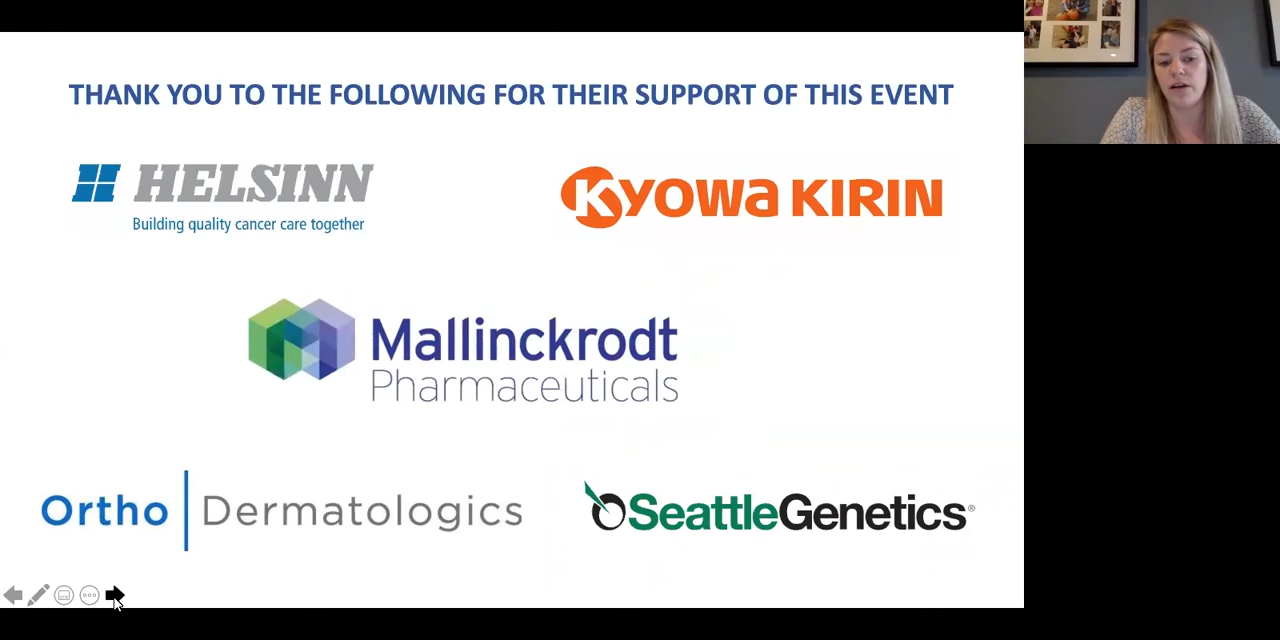 THANK YOU TO THE FOLLOWING FOR THEIR SUPPORT OF THIS EVENT
HELSINN
Building quality cancer care together
KYOWA KIRIN
Mallinckrodt
Pharmaceuticals
Ortho Dermatologics
SeattleGenetics®